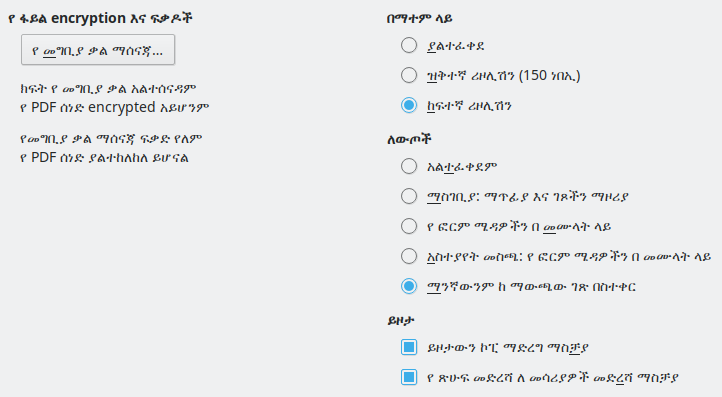 የ ፋይል encryption እና ፍቃዶች
የ መግቢያ ቃል ማሰናጃ...
ክፍት የ መግቢያ ቃል አልተሰናዳም
የ PDF ሰነድ encrypted አይሆንም
የመግቢያ ቃል ማሰናጃ ፍቃድ የለም
የ PDF ሰነድ ያልተከለከለ ይሆናል
በማተም ላይ
ያልተፈቀደ
ዝቅተኛ ሪዞሊሽን (150 ነበኢ)
ከፍተኛ ሪዞሊሽን
ለውጦች
አልተፈቀደም
ማስገቢያ: ማጥፊያ እና ገጾችን ማዞሪያ
የ ፎርም ሜዳዎችን በ መሙላት ላይ
አስተያየት መስጫ: የ ፎርም ሜዳዎችን በ መሙላት ላይ
ማንኛውንም ከ ማውጫው ገጽ በስተቀር
ይዞታ
ይዞታውን ኮፒ ማድረግ ማስቻያ
የ ጽሁፍ መድረሻ ለ መሳሪያዎች መድረሻ ማስቻያ